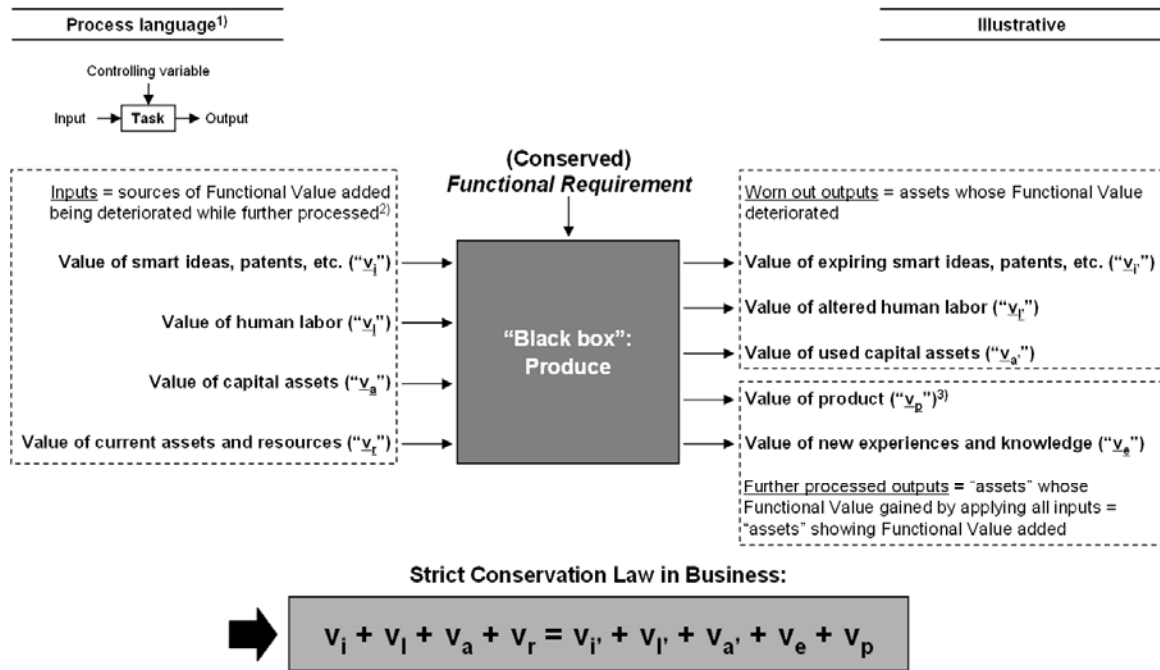 Process language1)
Illustrative
Controlling variable
Input
Task
Output
(Conserved)
Functional Requirement
Inputs = sources of Functional Value added
being deteriorated while further processed2)
Value of smart ideas, patents, etc. (“vi”)
Value of human labor (“vl”)
Value of capital assets (“va”)
Value of current assets and resources (“vr”)
“Black box”:
Produce
Worn out outputs = assets whose Functional Value
deteriorated
Value of expiring smart ideas, patents, etc. (“vi'”)
Value of altered human labor (“vl'”)
Value of used capital assets (“va'”)
Value of product (“vp”)3)
Value of new experiences and knowledge (“ve”)
Further processed outputs = “assets” whose
Functional Value gained by applying all inputs =
“assets” showing Functional Value added
Strict Conservation Law in Business:
vi + vl + va + vr = vi' + vl' + va' + ve + vp